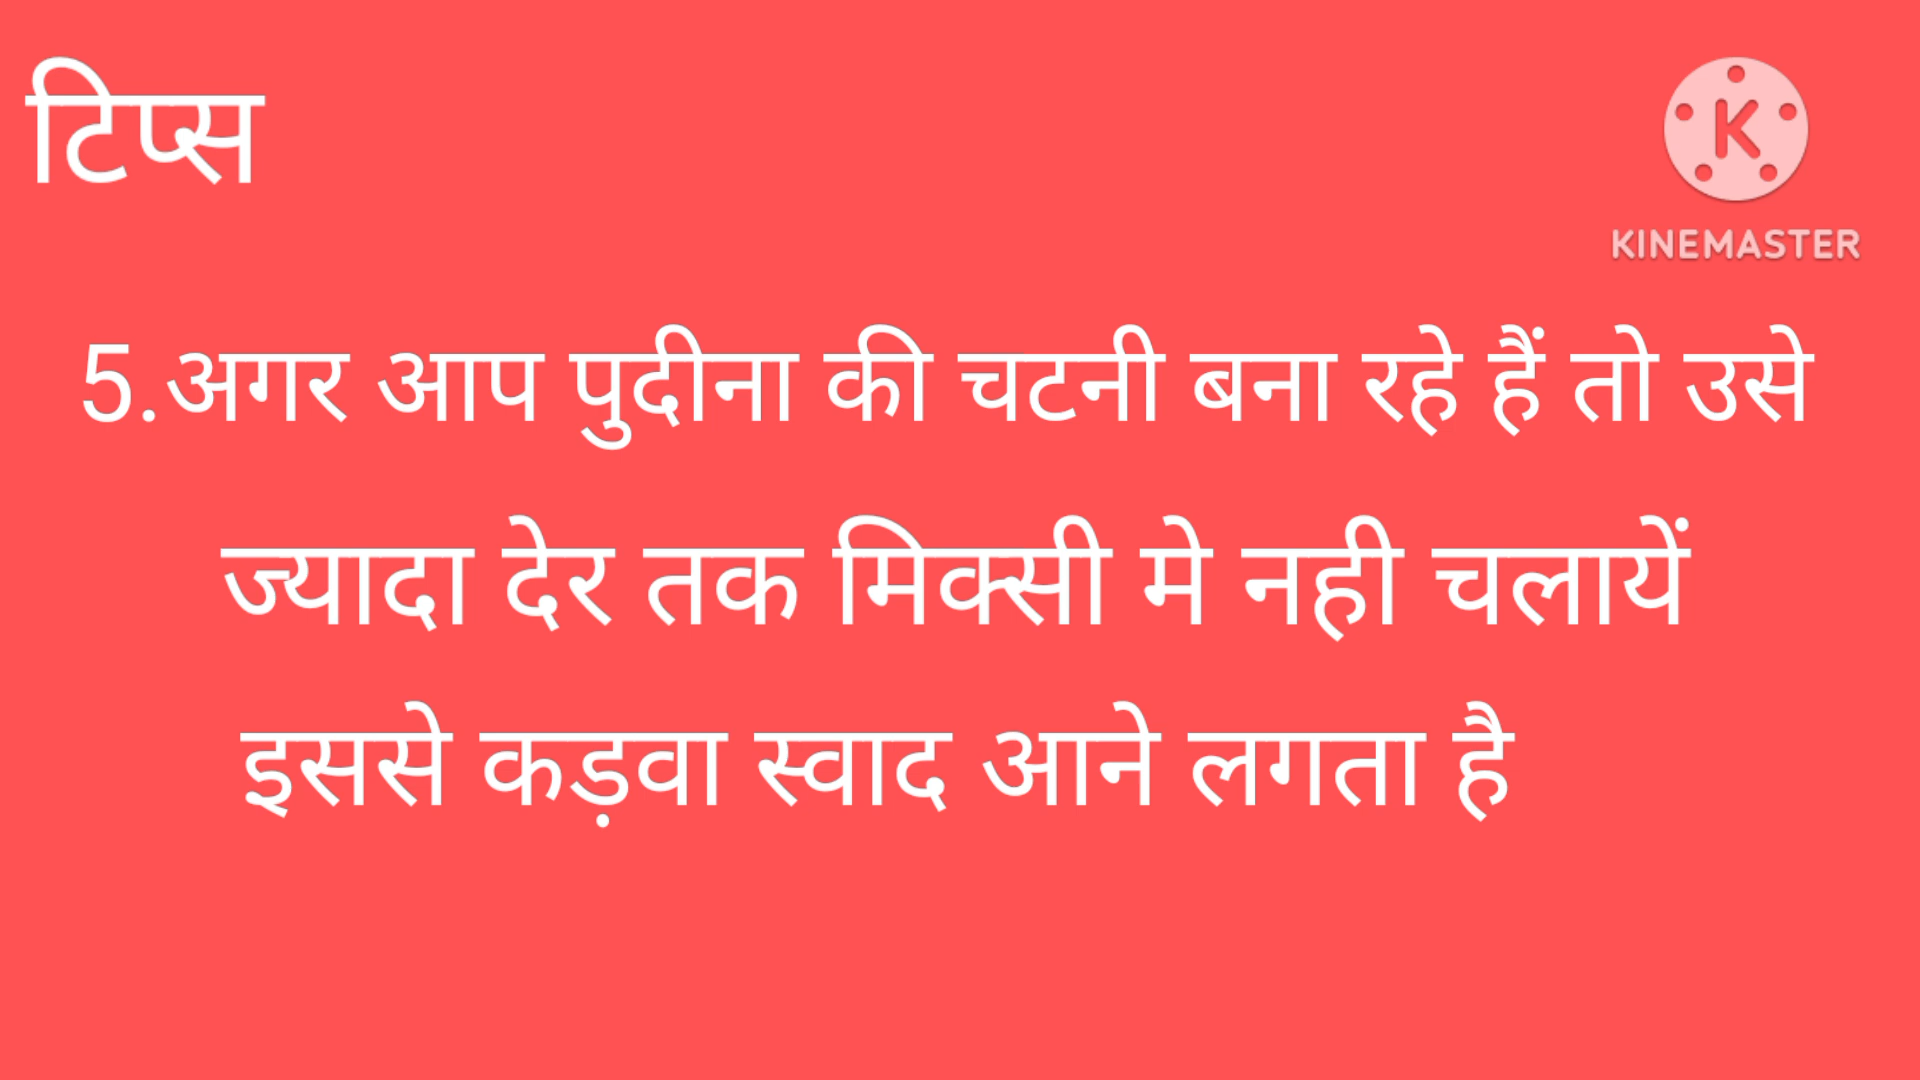 टिप्स
KINEMASTER
5.अगर आप पुदीना की चटनी बना रहे हैं तो उसे
ज्यादा देर तक मिक्सी मे नही चलायें
इससे कड़वा स्वाद आने लगता है